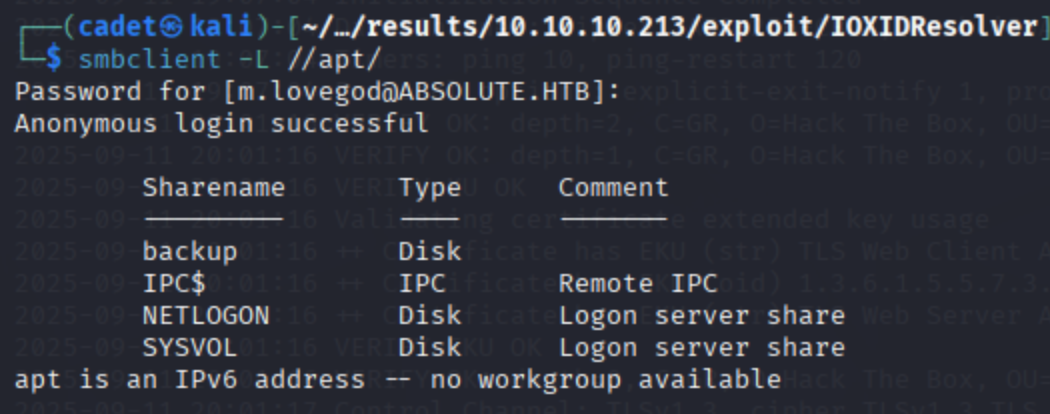 ┌──(cadet㉿kali)-[~/…/results/10.10.10.213/exploit/IOXIDResolver]
└─$ smbclient -L //apt/
Password for [m.lovegod@ABSOLUTE.HTB]:
Anonymous login successful
Sharename Type Comment
--------- ---- -------
backup Disk
IPC$ IPC Remote IPC
NETLOGON Disk Logon server share
SYSVOL Disk Logon server share
apt is an IPv6 address -- no workgroup available